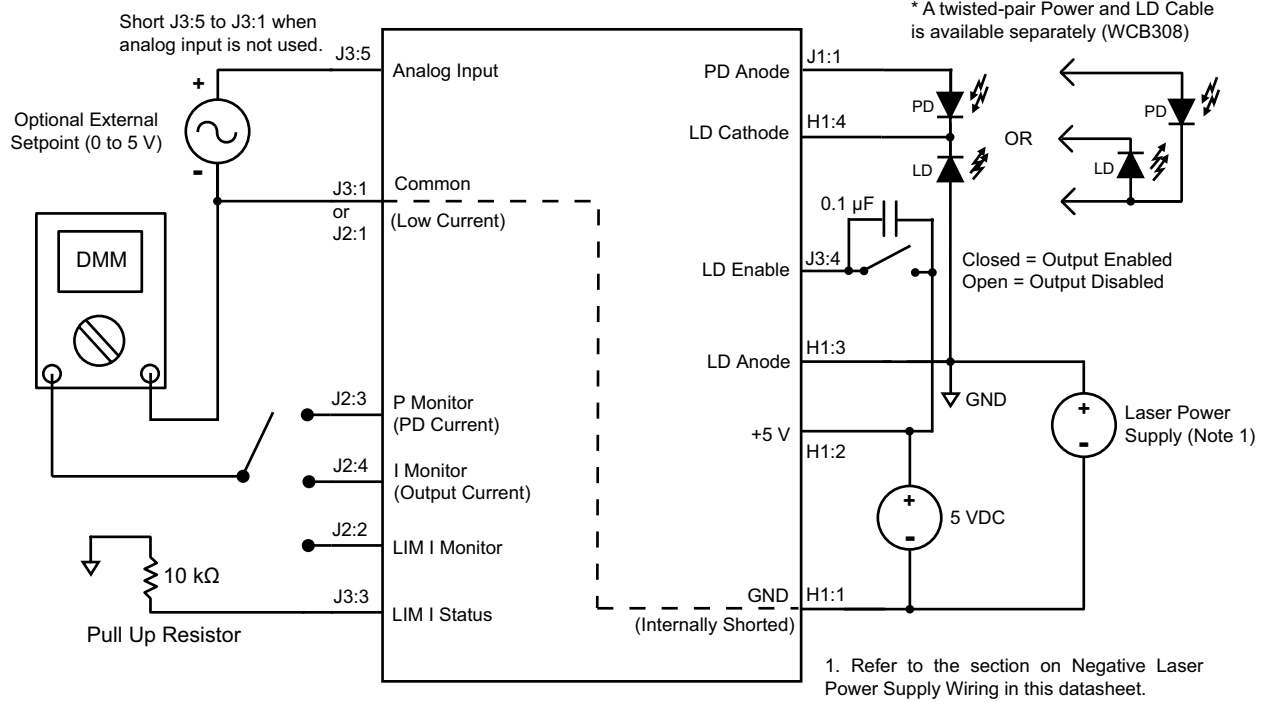 * A twisted-pair Power and LD Cable
is available separately (WCB308)
Short J3:5 to J3:1 when
analog input is not used.
J3:5
Analog Input
+
Optional External
Setpoint (0 to 5 V)
-
J3:1
or
J2:1
Common
(Low Current)
DMM
J2:3
P Monitor
(PD Current)
J2:4
I Monitor
(Output Current)
J2:2
LIM I Monitor
10 kΩ
J3:3
LIM I Status
Pull Up Resistor
PD Anode
J1:1
PD
LD Cathode
H1:4
LD
OR
PD
LD
0.1 µF
LD Enable
J3:4
Closed = Output Enabled
Open = Output Disabled
LD Anode
H1:3
GND
+5 V
H1:2
+
-
Laser Power
Supply (Note 1)
+
-
5 VDC
GND
H1:1
(Internally Shorted)
1. Refer to the section on Negative Laser
Power Supply Wiring in this datasheet.